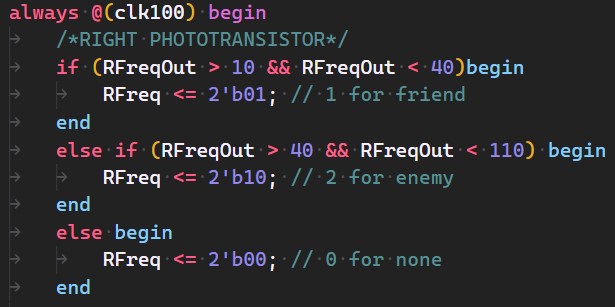 always @(clk100) begin
/*RIGHT PHOTOTRANSISTOR*/
if (RFreqOut > 10 && RFreqOut < 40)begin
RFreq <= 2'b01; // 1 for friend
end
else if (RFreqOut > 40 && RFreqOut < 110) begin
RFreq <= 2'b10; // 2 for enemy
end
else begin
RFreq <= 2'b00; // 0 for none
end